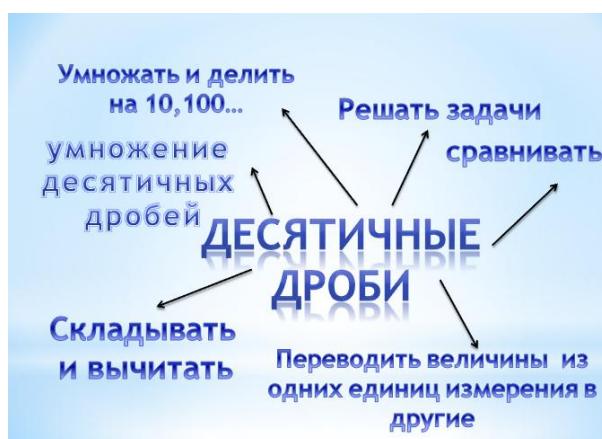 Умножать и делить
на 10,100...
Решать задачи
сравнивать
умножение
десятичных
дробей
ДЕСЯТИЧНЫЕ
ДРОБИ
Складывать
и вычитать
Переводить величины из
одних единиц измерения в
другие